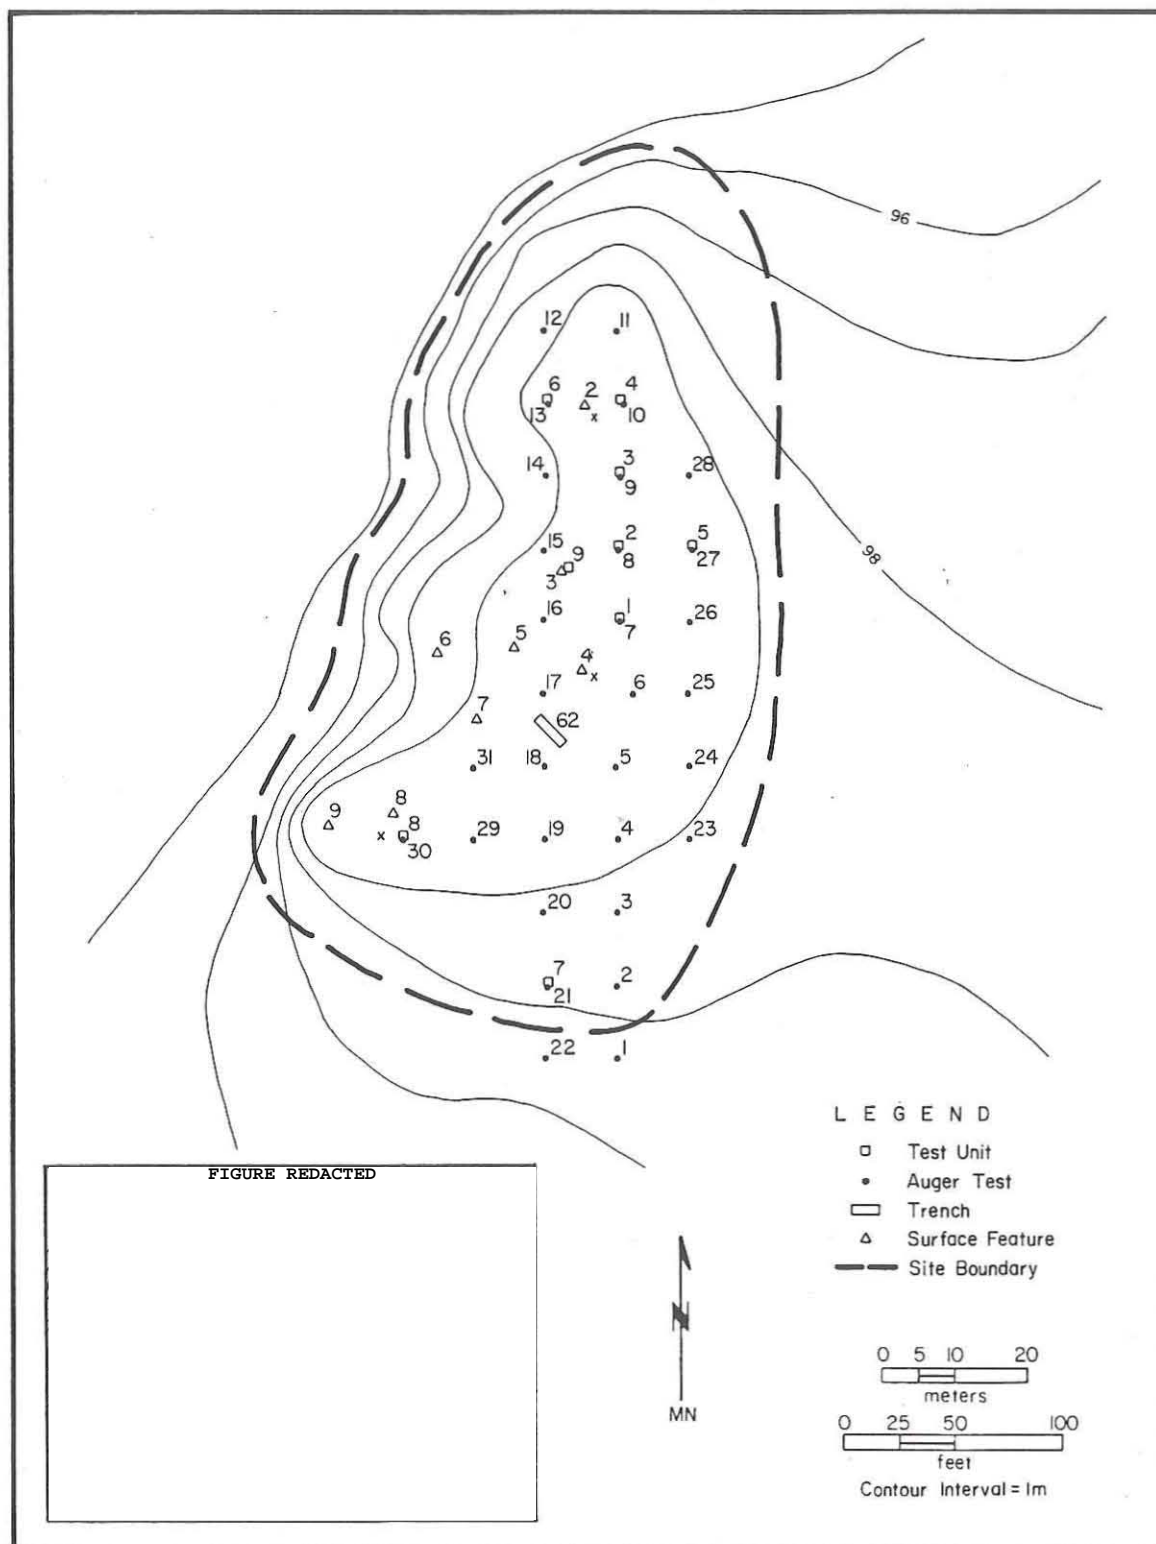 96
12 11
6 2 4
13 x 10
14 3 28
9
15 2 5
9 8 27
3
16 1 26
7
6 5 4
x
17 6 25
7 62
31 18 5 24
9 8
8
x 30 29 19 4 23
98
20 3
7 2
21
22 1
LEGEND
Test Unit
Auger Test
Trench
Surface Feature
Site Boundary
FIGURE REDACTED
N
MN
0 5 10 20
meters
0 25 50 100
feet
Contour Interval = 1m